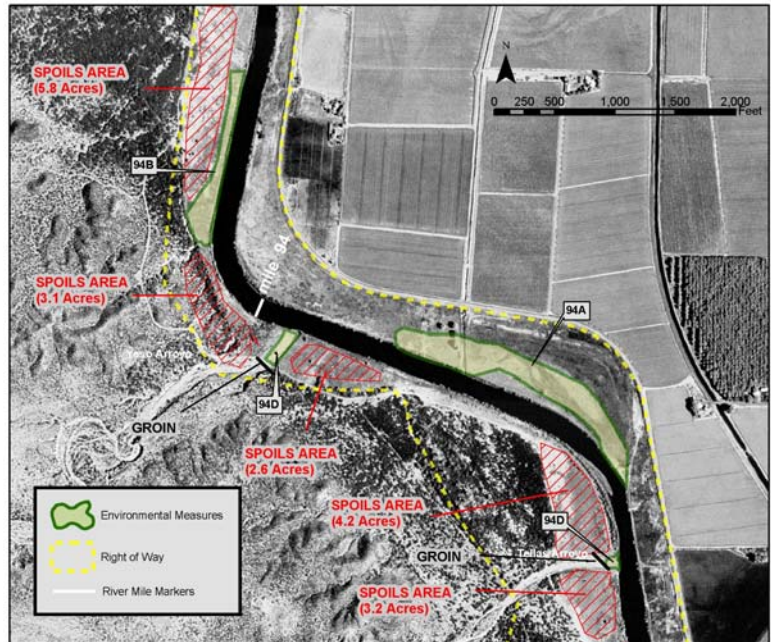 SPOILS AREA
(5.8 Acres)
N
0 250 500 1,000 1,500 2,000
Feet
94B
mile 94
SPOILS AREA
(3.1 Acres)
94A
Yeso Arroyo
94D
GROIN
SPOILS AREA
(2.6 Acres)
SPOILS AREA
(4.2 Acres)
94D
GROIN
SPOILS AREA
(3.2 Acres)
Environmental Measures
Right of Way
River Mile Markers